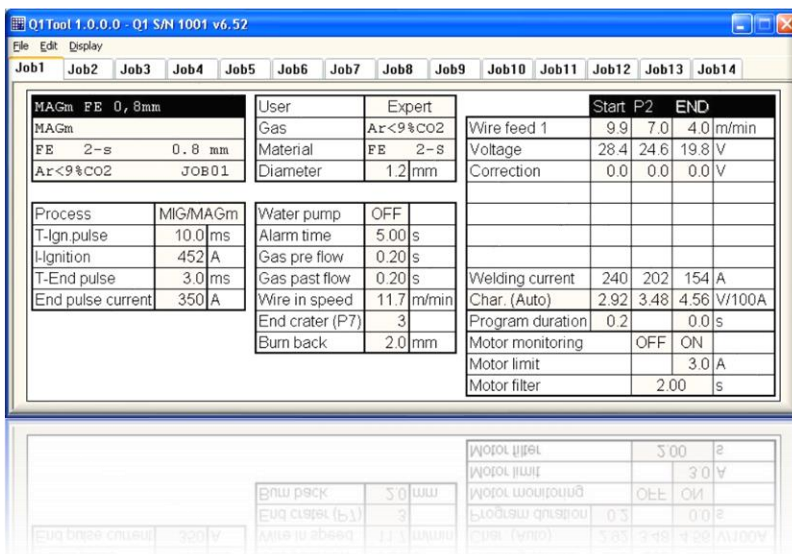 Q1Tool 1.0.0.0 - Q1 S/N 1001 v6.52
File Edit Display
Job1 Job2 Job3 Job4 Job5 Job6 Job7 Job8 Job9 Job10 Job11 Job12 Job13 Job14
MAGm FE 0,8mm
MAGm
FE 2-s 0.8 mm
Ar<9%CO2 JOB01
Process MIG/MAGm
T-Ign.pulse 10.0 ms
I-Ignition 452 A
T-End pulse 3.0 ms
End pulse current 350 A
User Expert
Gas Ar<9%CO2
Material FE 2-S
Diameter 1.2 mm
Water pump OFF
Alarm time 5.00 s
Gas pre flow 0.20 s
Gas past flow 0.20 s
Wire in speed 11.7 m/min
End crater (P7) 3
Burn back 2.0 mm
Start P2 END
Wire feed 1 9.9 7.0 4.0 m/min
Voltage 28.4 24.6 19.8 V
Correction 0.0 0.0 0.0 V
Welding current 240 202 154 A
Char. (Auto) 2.92 3.48 4.56 V/100A
Program duration 0.2 0.0 s
Motor monitoring OFF ON
Motor limit 3.0 A
Motor filter 2.00 s